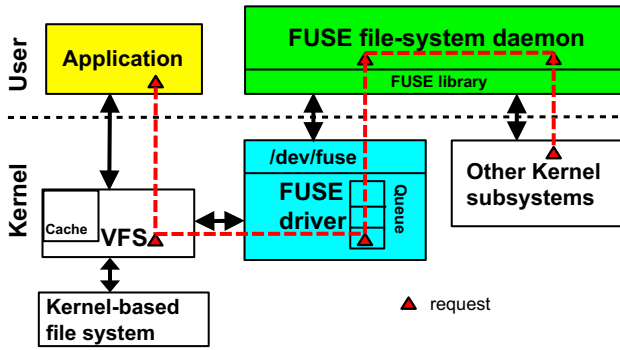 User
Application
FUSE file-system daemon
FUSE library
Kernel
/dev/fuse
FUSE
driver
Queue
Other Kernel
subsystems
Cache
VFS
Kernel-based
file system
request